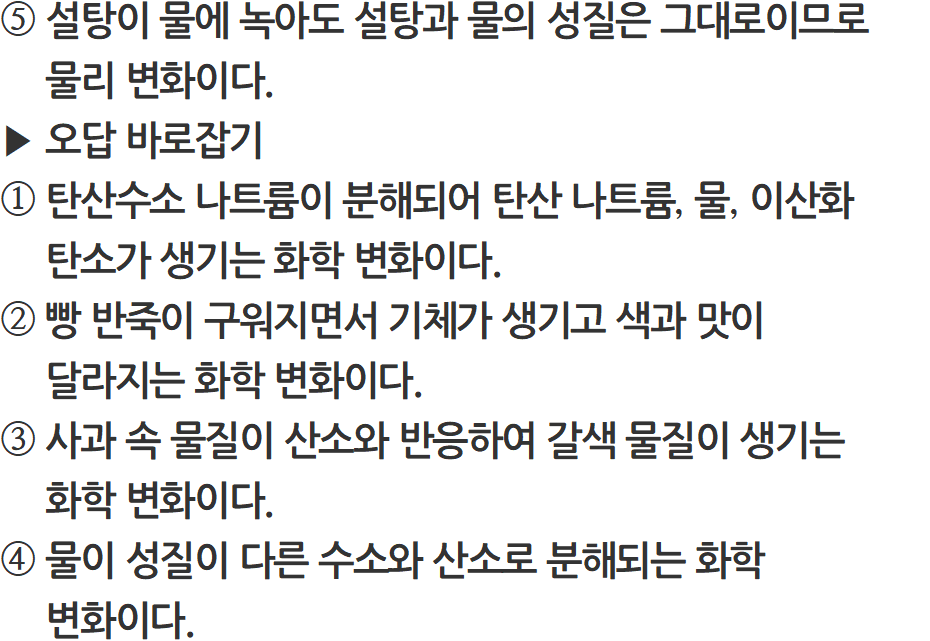 ⑤ 설탕이 물에 녹아도 설탕과 물의 성질은 그대로이므로
물리 변화이다.
▶ 오답 바로잡기
① 탄산수소 나트륨이 분해되어 탄산 나트륨, 물, 이산화
탄소가 생기는 화학 변화이다.
② 빵 반죽이 구워지면서 기체가 생기고 색과 맛이
달라지는 화학 변화이다.
③ 사과 속 물질이 산소와 반응하여 갈색 물질이 생기는
화학 변화이다.
④ 물이 성질이 다른 수소와 산소로 분해되는 화학
변화이다.